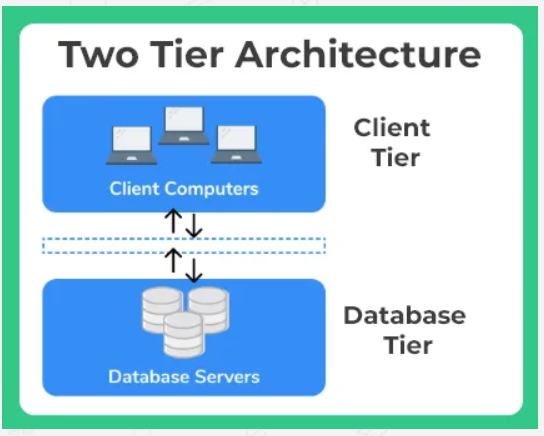 Two Tier Architecture
Client
Tier
Client Computers
Database
Tier
Database Servers